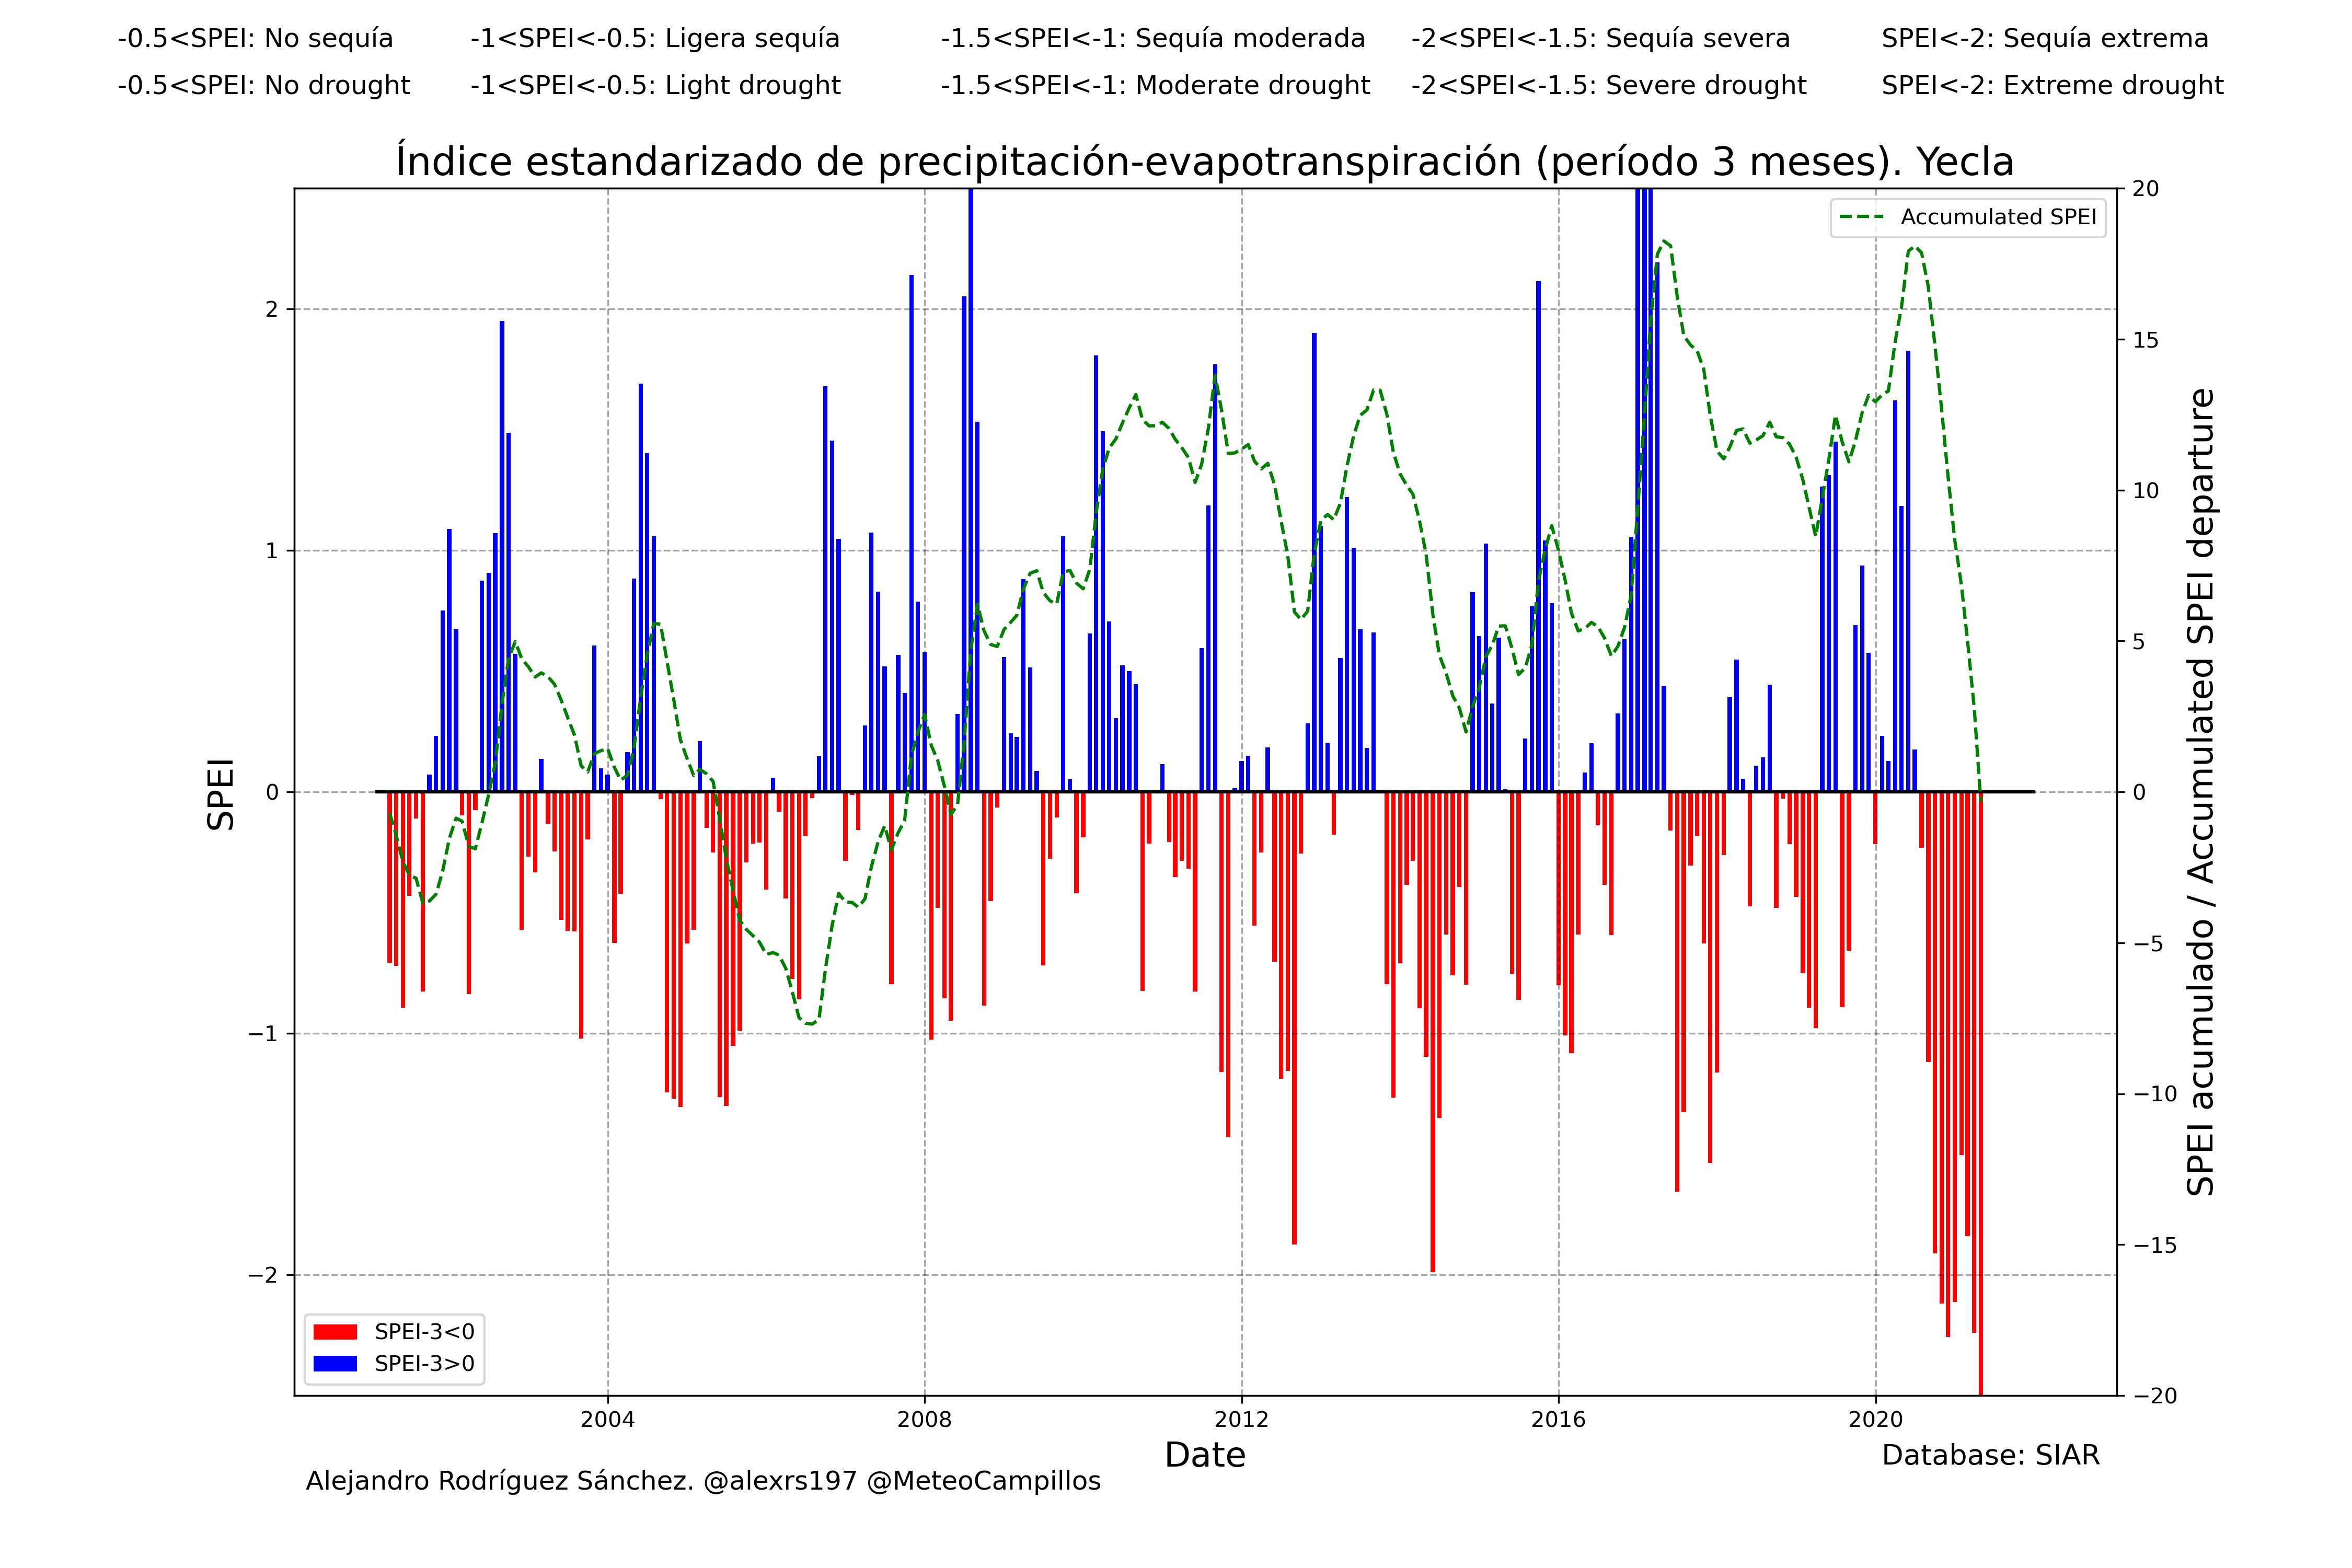 -0.5<SPEI: No sequía -1<SPEI<-0.5: Ligera sequía -1.5<SPEI<-1: Sequía moderada -2<SPEI<-1.5: Sequía severa SPEI<-2: Sequía extrema
-0.5<SPEI: No drought -1<SPEI<-0.5: Light drought -1.5<SPEI<-1: Moderate drought -2<SPEI<-1.5: Severe drought SPEI<-2: Extreme drought
Índice estandarizado de precipitación-evapotranspiración (período 3 meses). Yecla
Accumulated SPEI
SPEI
2
1
0
−1
−2
20
15
10
5
0
−5
−10
−15
−20
SPEI acumulado / Accumulated SPEI departure
SPEI-3<0
SPEI-3>0
2004 2008 2012 2016 2020
Date
Database: SIAR
Alejandro Rodríguez Sánchez. @alexrs197 @MeteoCampillos